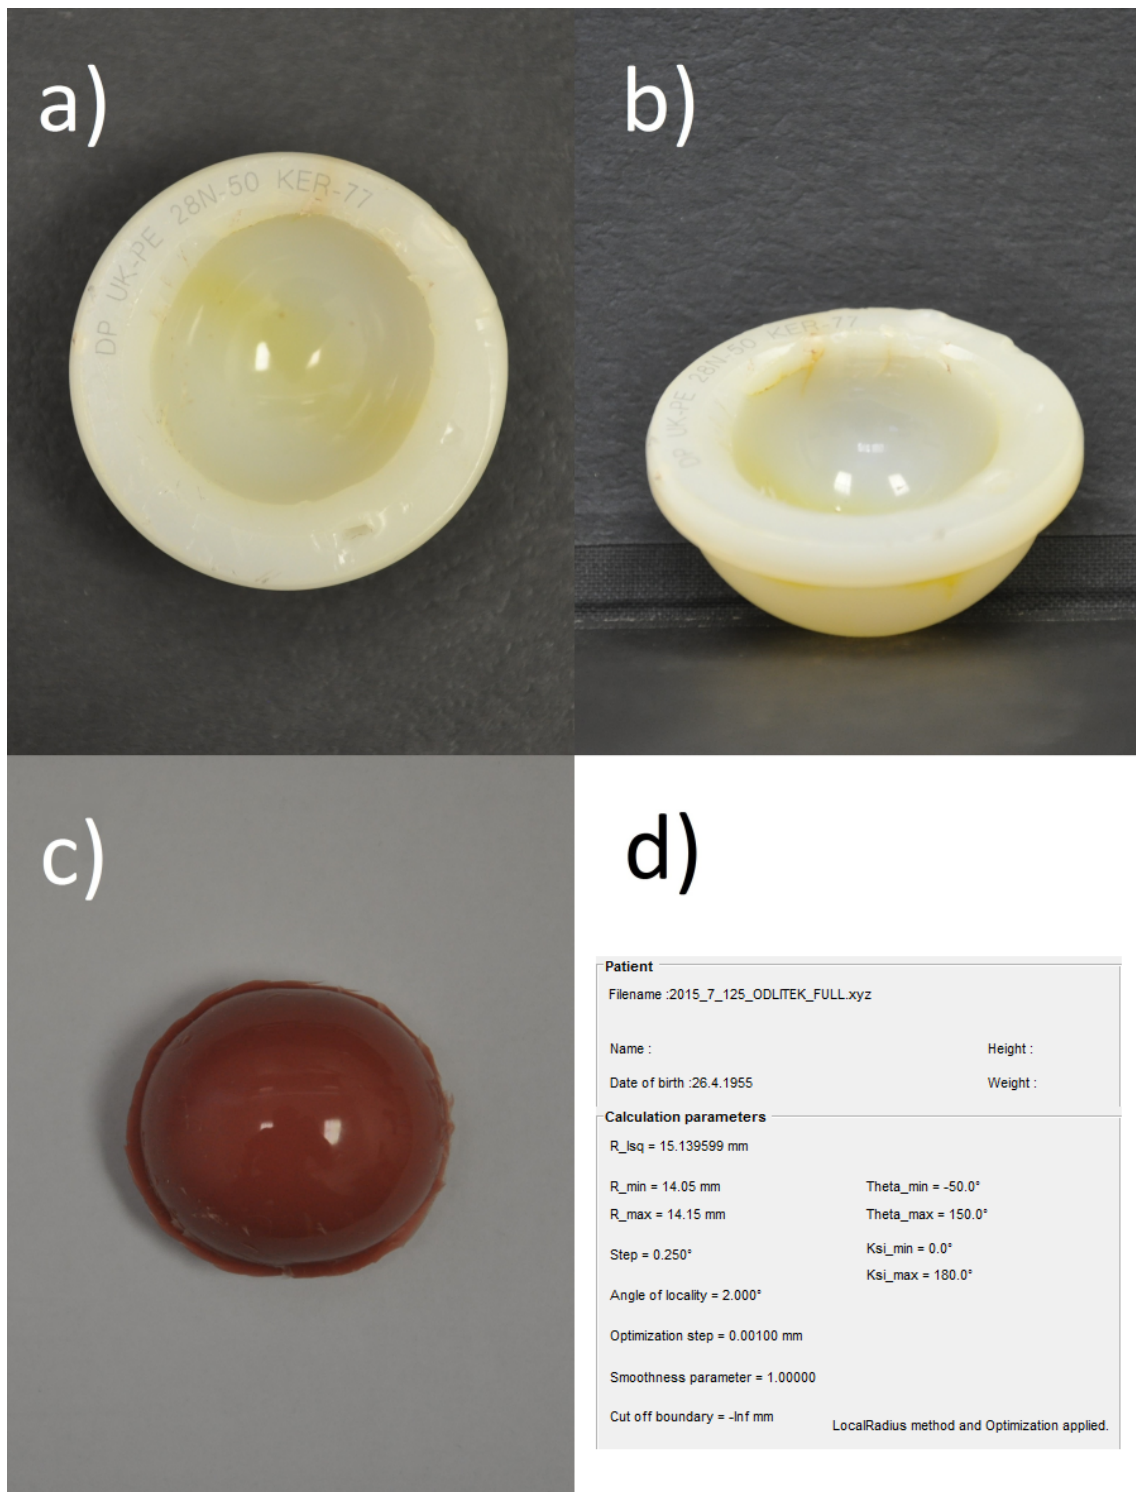 a)
b)
DP UK-PE 28N-50 KER-77
DP UK-PE 28N-50 KER-77
c)
d)
Patient
Filename :2015_7_125_ODLITEK_FULL.xyz
Name :
Height :
Date of birth :26.4.1955
Weight :
Calculation parameters
R_lsq = 15.139599 mm
R_min = 14.05 mm
Theta_min = -50.0°
R_max = 14.15 mm
Theta_max = 150.0°
Step = 0.250°
Ksi_min = 0.0°
Ksi_max = 180.0°
Angle of locality = 2.000°
Optimization step = 0.00100 mm
Smoothness parameter = 1.00000
Cut off boundary = -Inf mm
LocalRadius method and Optimization applied.